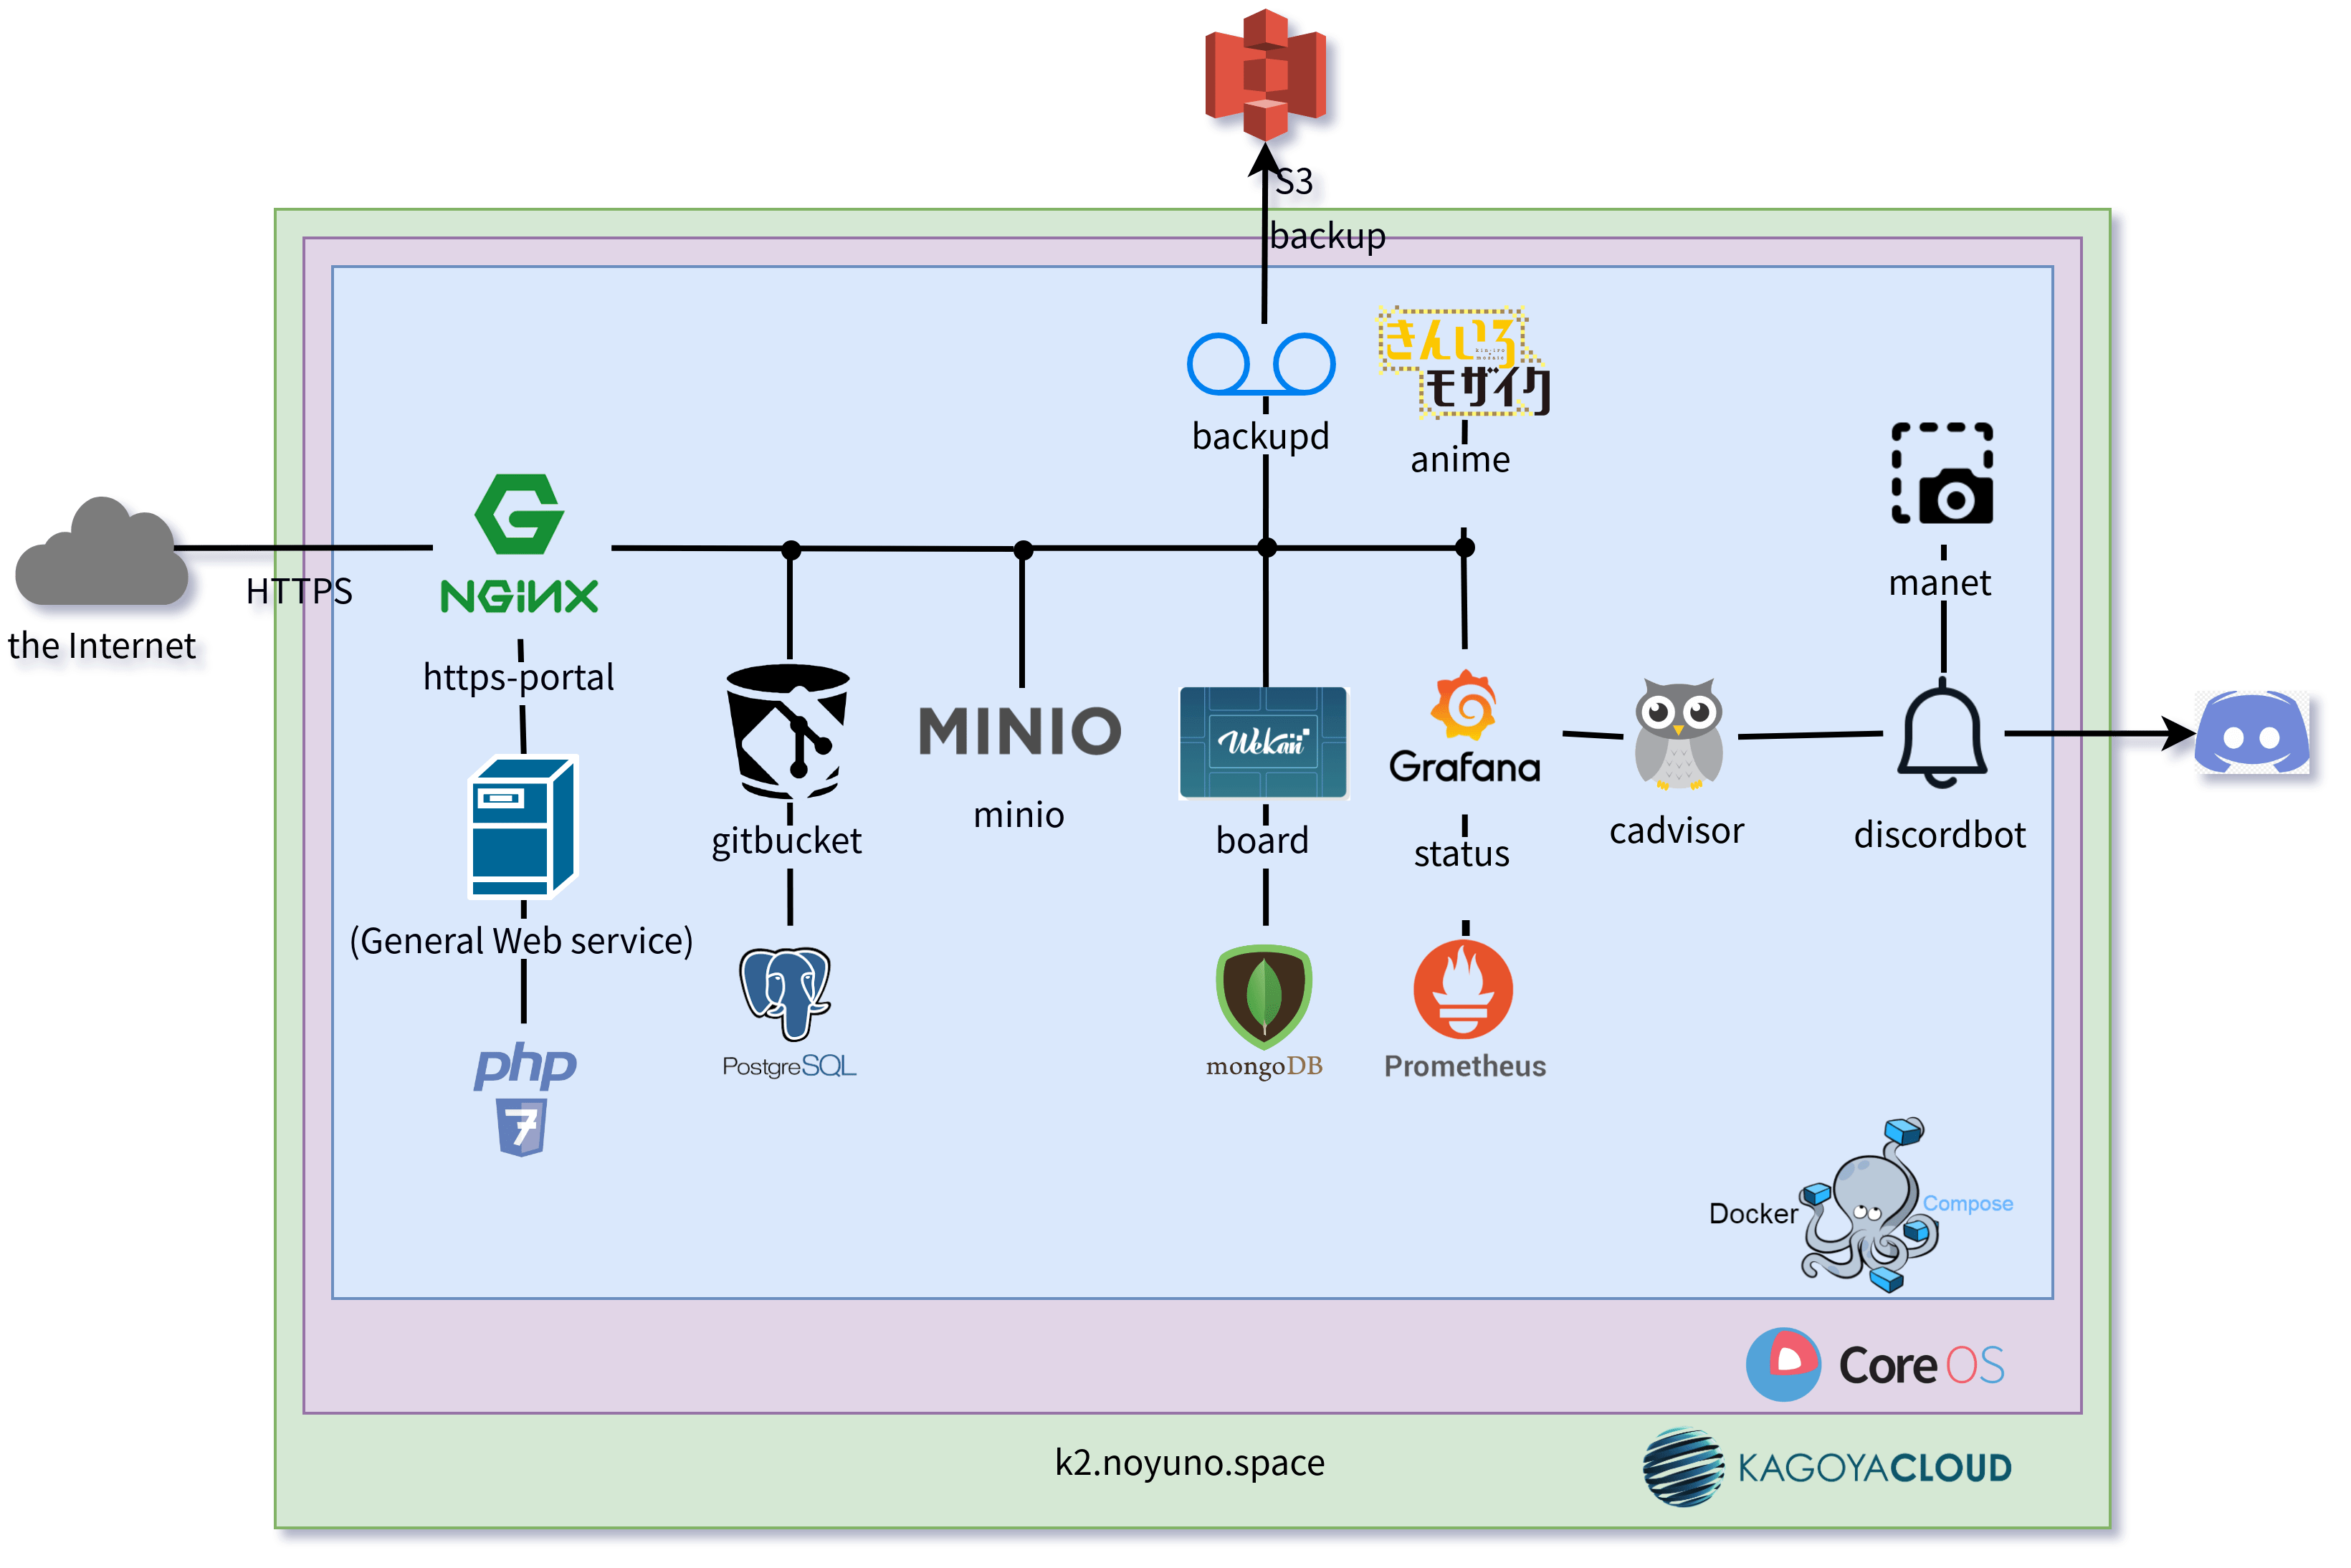 S3
backup
きんいろ
モザイク
backupd
anime
NGINX
HTTPS
the Internet
https-portal
manet
MINIO
Wekan
Grafana
gitbucket
minio
board
status
cadvisor
discordbot
(General Web service)
PostgreSQL
mongoDB
Prometheus
php
7
Docker
Compose
Core OS
k2.noyuno.space
KAGOYACLOUD